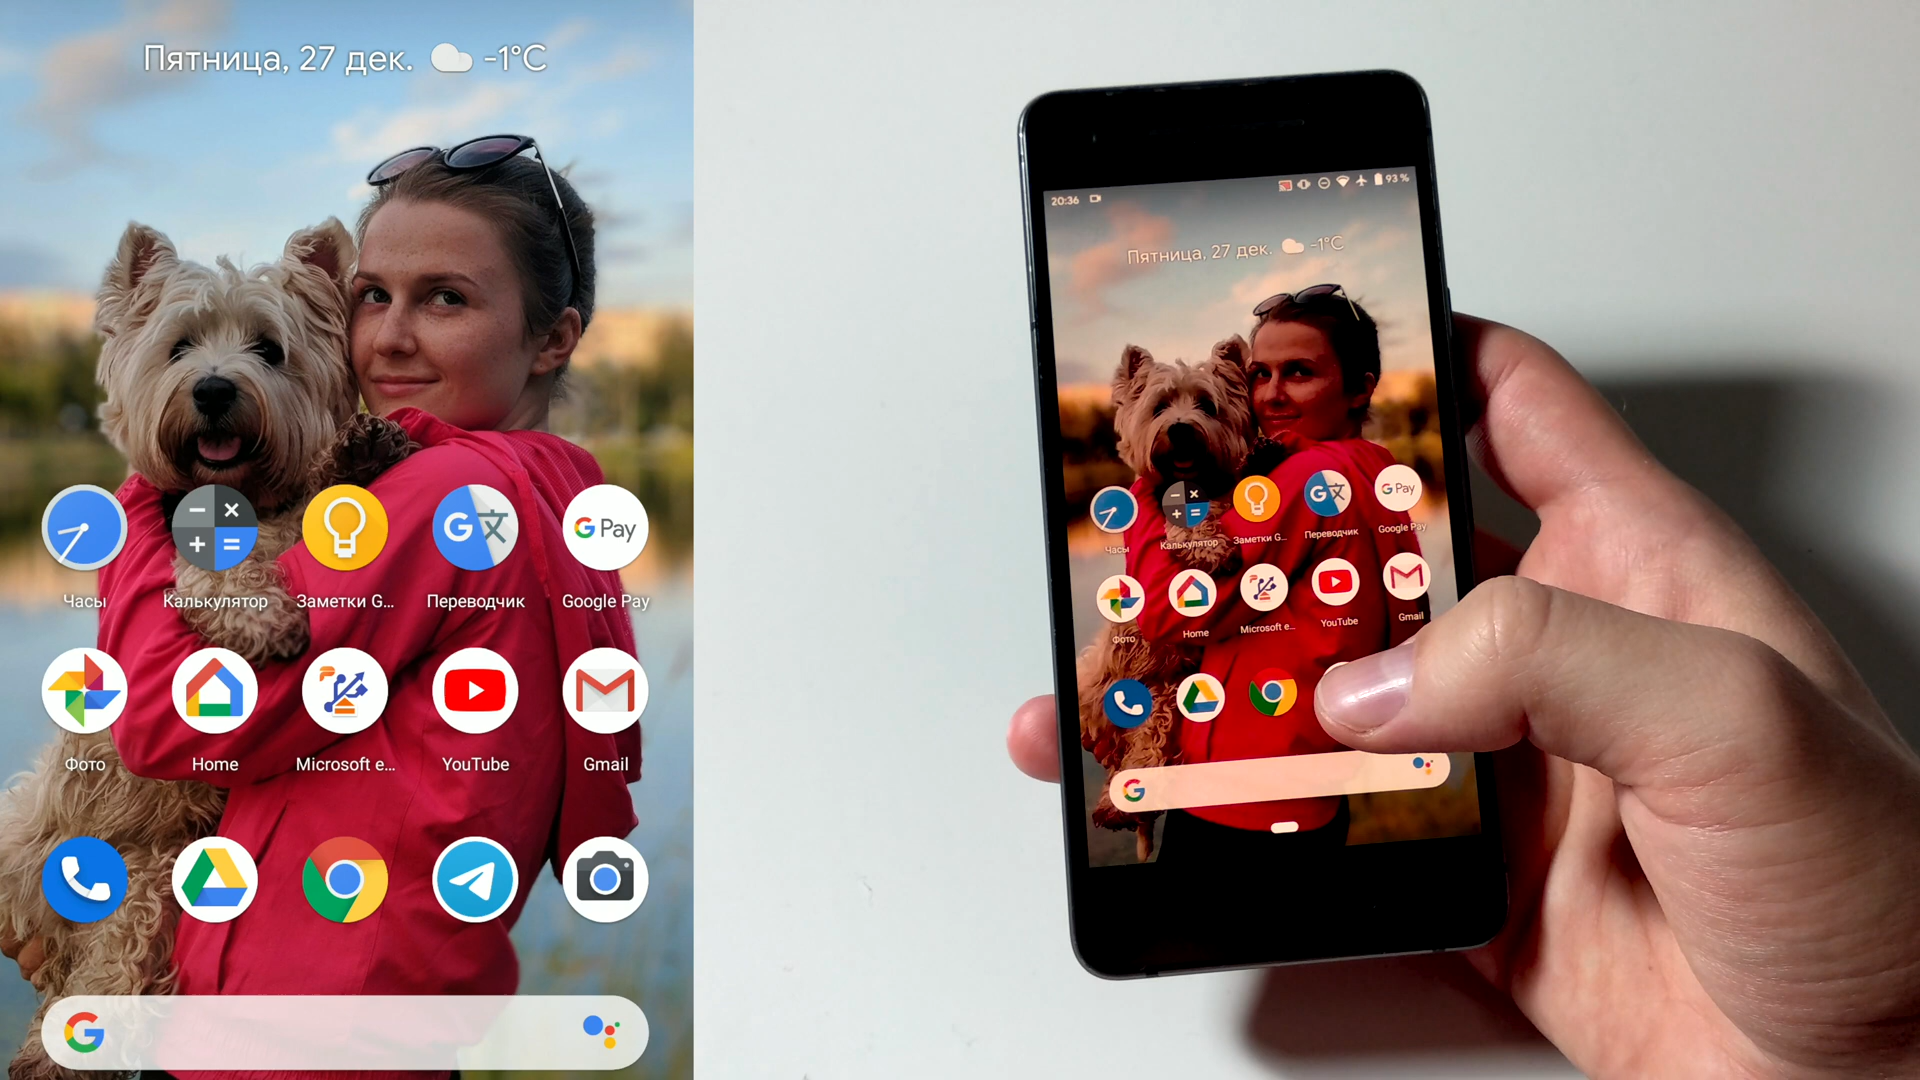 Пятница, 27 дек. -1°C
Часы
Калькулятор
Заметки G...
Переводчик
G Pay
Google Pay
Фото
Home
Microsoft e...
YouTube
Gmail
20:36
93 %
Пятница, 27 дек. -1°C
Часы
Калькулятор
Заметки G...
Переводчик
G Pay
Google Pay
Фото
Home
Microsoft e...
YouTube
Gmail